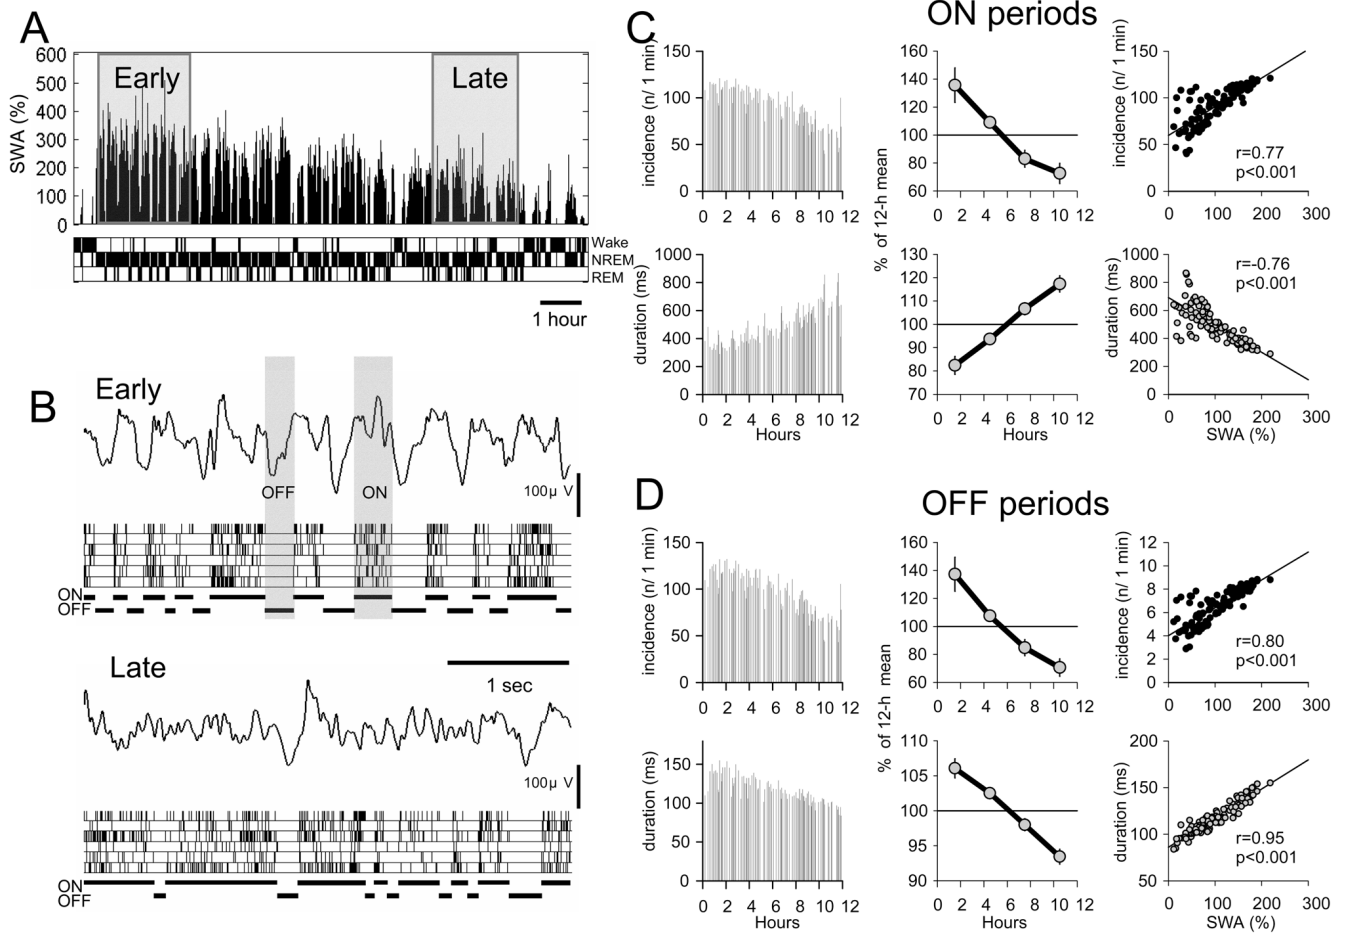 A
SWA (%)
600
500
400
300
200
100
0
Early
Late
Wake
NREM
REM
1 hour
B
Early
OFF
ON
100μ V
ON
OFF
Late
1 sec
100μ V
ON
OFF
C
ON periods
incidence (n/ 1 min)
150
100
50
0
0 2 4 6 8 10 12
% of 12-h mean
160
140
120
100
80
60
0 2 4 6 8 10 12
incidence (n/ 1 min)
150
100
50
0
r=0.77
p<0.001
0 100 200 300
duration (ms)
1000
800
600
400
200
0
0 2 4 6 8 10 12
Hours
130
120
110
100
90
80
70
0 2 4 6 8 10 12
Hours
duration (ms)
1000
800
600
400
200
0
r=-0.76
p<0.001
0 100 200 300
SWA (%)
D
OFF periods
incidence (n/ 1 min)
150
100
50
0
0 2 4 6 8 10 12
% of 12-h mean
160
140
120
100
80
60
0 2 4 6 8 10 12
incidence (n/ 1 min)
12
10
8
6
4
2
0
r=0.80
p<0.001
0 100 200 300
duration (ms)
150
100
50
0
0 2 4 6 8 10 12
Hours
110
105
100
95
90
0 2 4 6 8 10 12
Hours
duration (ms)
200
150
100
50
r=0.95
p<0.001
0 100 200 300
SWA (%)